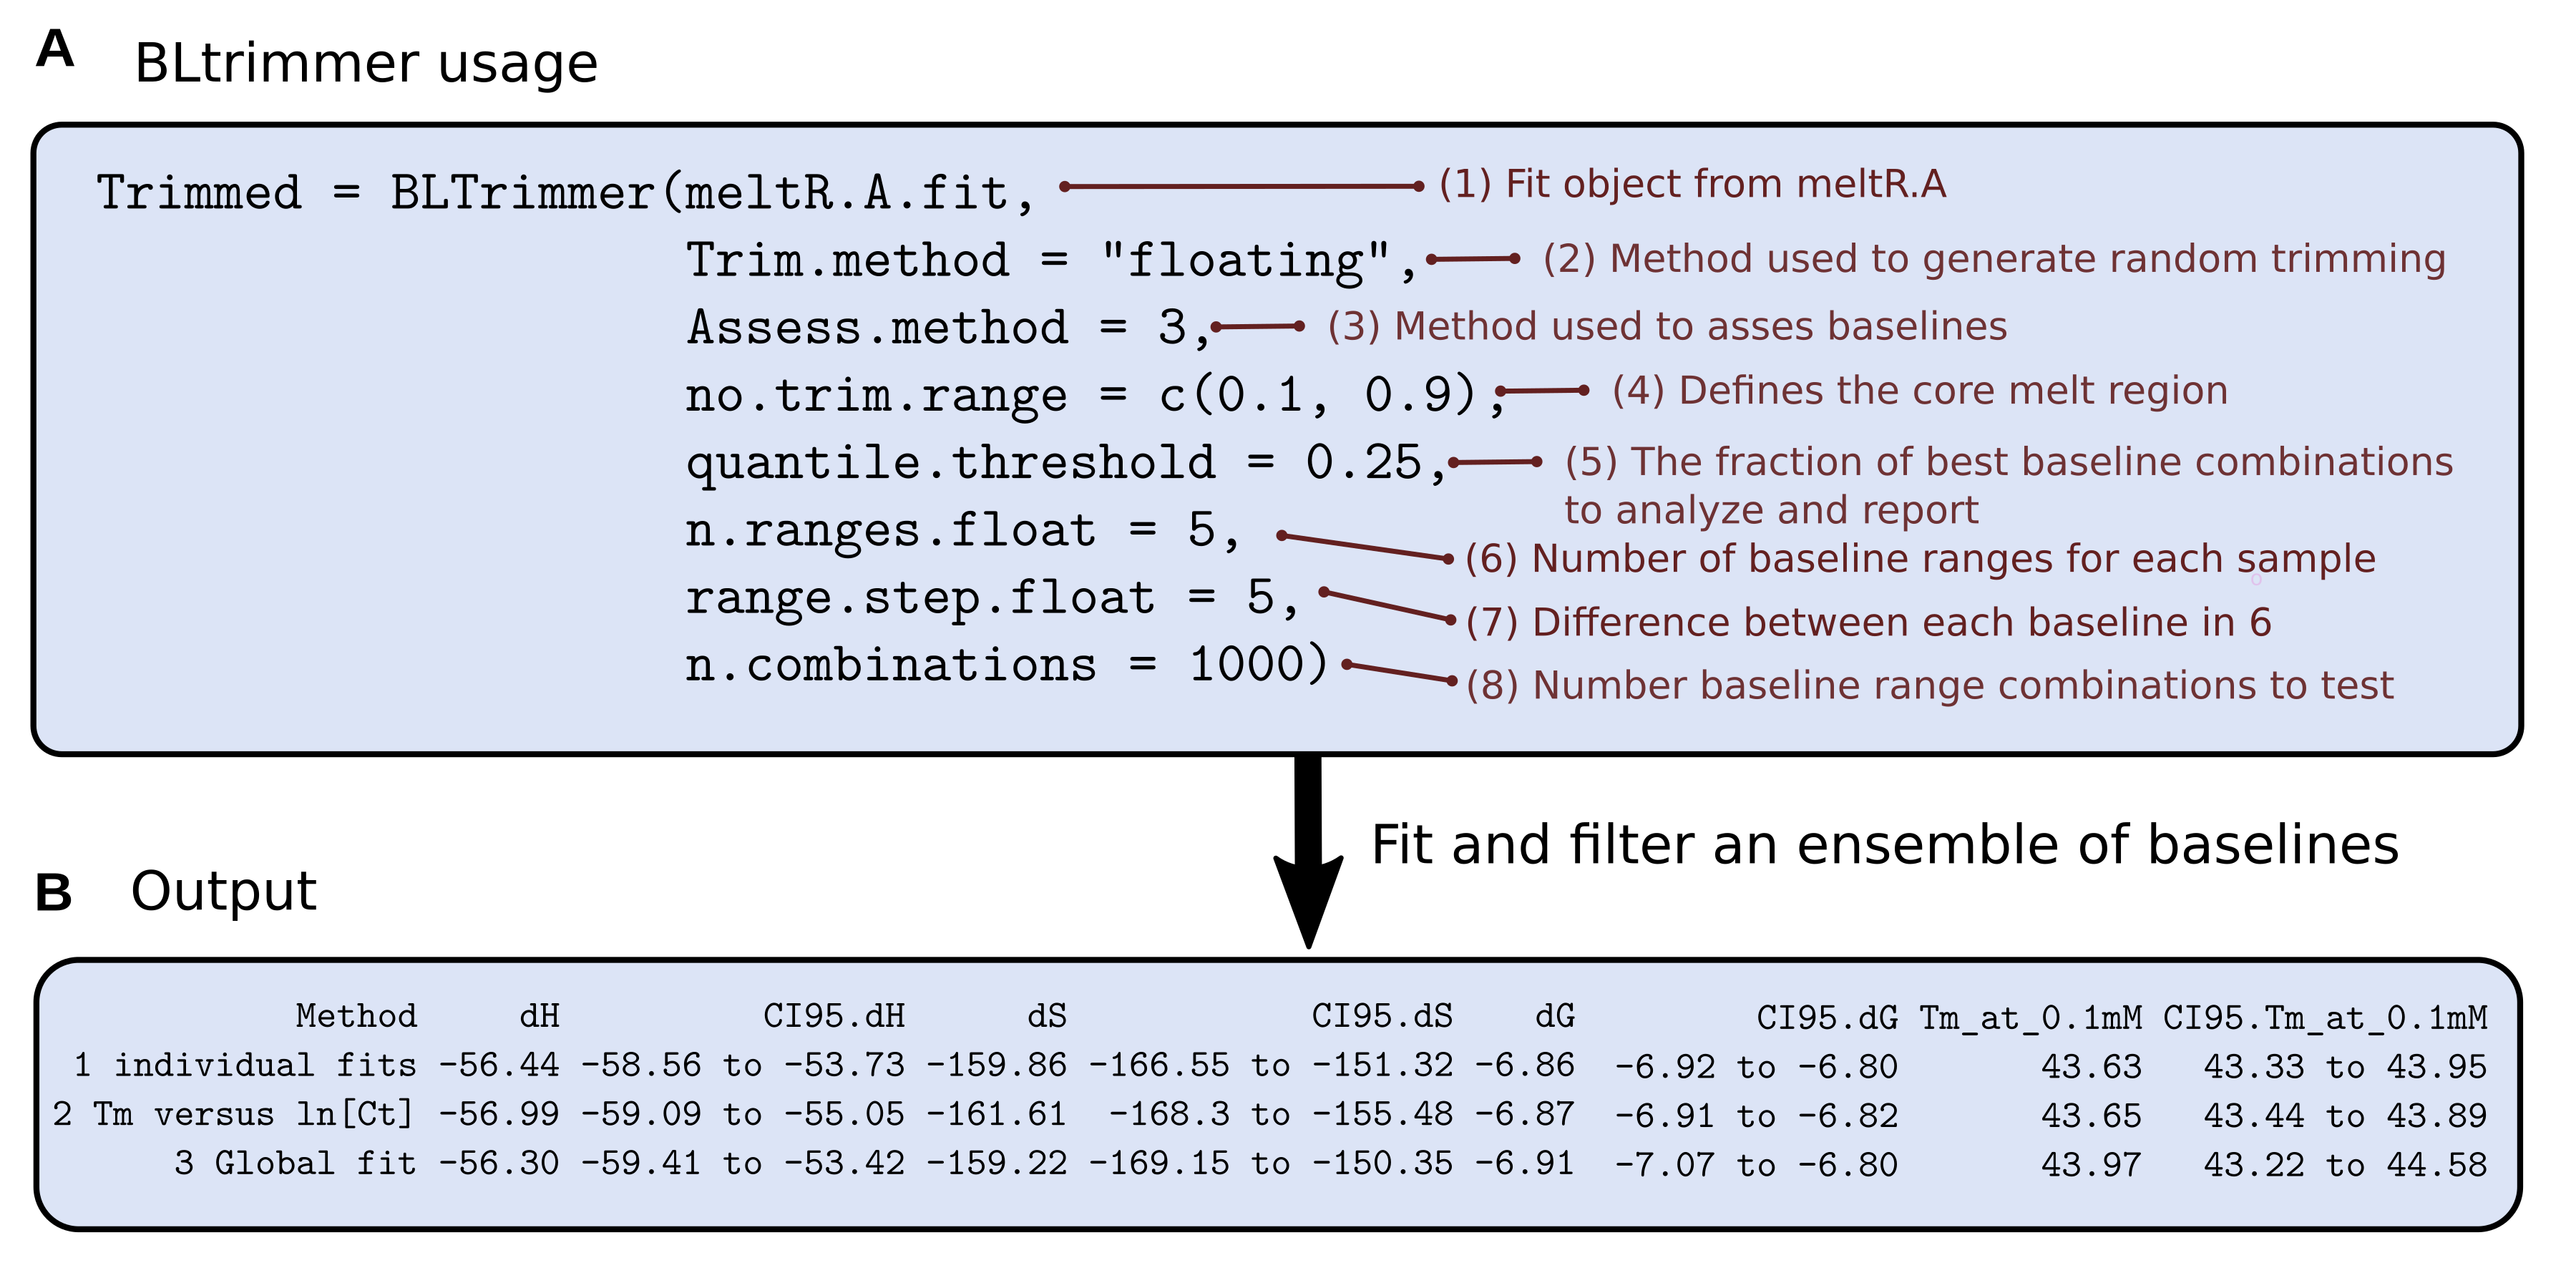 A BLtrimmer usage
Trimmed = BLTrimmer(meltR.A.fit, (1) Fit object from meltR.A
Trim.method = "floating", (2) Method used to generate random trimming
Assess.method = 3, (3) Method used to asses baselines
no.trim.range = c(0.1, 0.9), (4) Defines the core melt region
quantile.threshold = 0.25, (5) The fraction of best baseline combinations
to analyze and report
n.ranges.float = 5, (6) Number of baseline ranges for each sample
range.step.float = 5, (7) Difference between each baseline in 6
n.combinations = 1000) (8) Number baseline range combinations to test
Fit and filter an ensemble of baselines
B Output
Method dH CI95.dH dS CI95.dS dG CI95.dG Tm_at_0.1mM CI95.Tm_at_0.1mM
1 individual fits -56.44 -58.56 to -53.73 -159.86 -166.55 to -151.32 -6.86 -6.92 to -6.80 43.63 43.33 to 43.95
2 Tm versus ln[Ct] -56.99 -59.09 to -55.05 -161.61 -168.3 to -155.48 -6.87 -6.91 to -6.82 43.65 43.44 to 43.89
3 Global fit -56.30 -59.41 to -53.42 -159.22 -169.15 to -150.35 -6.91 -7.07 to -6.80 43.97 43.22 to 44.58